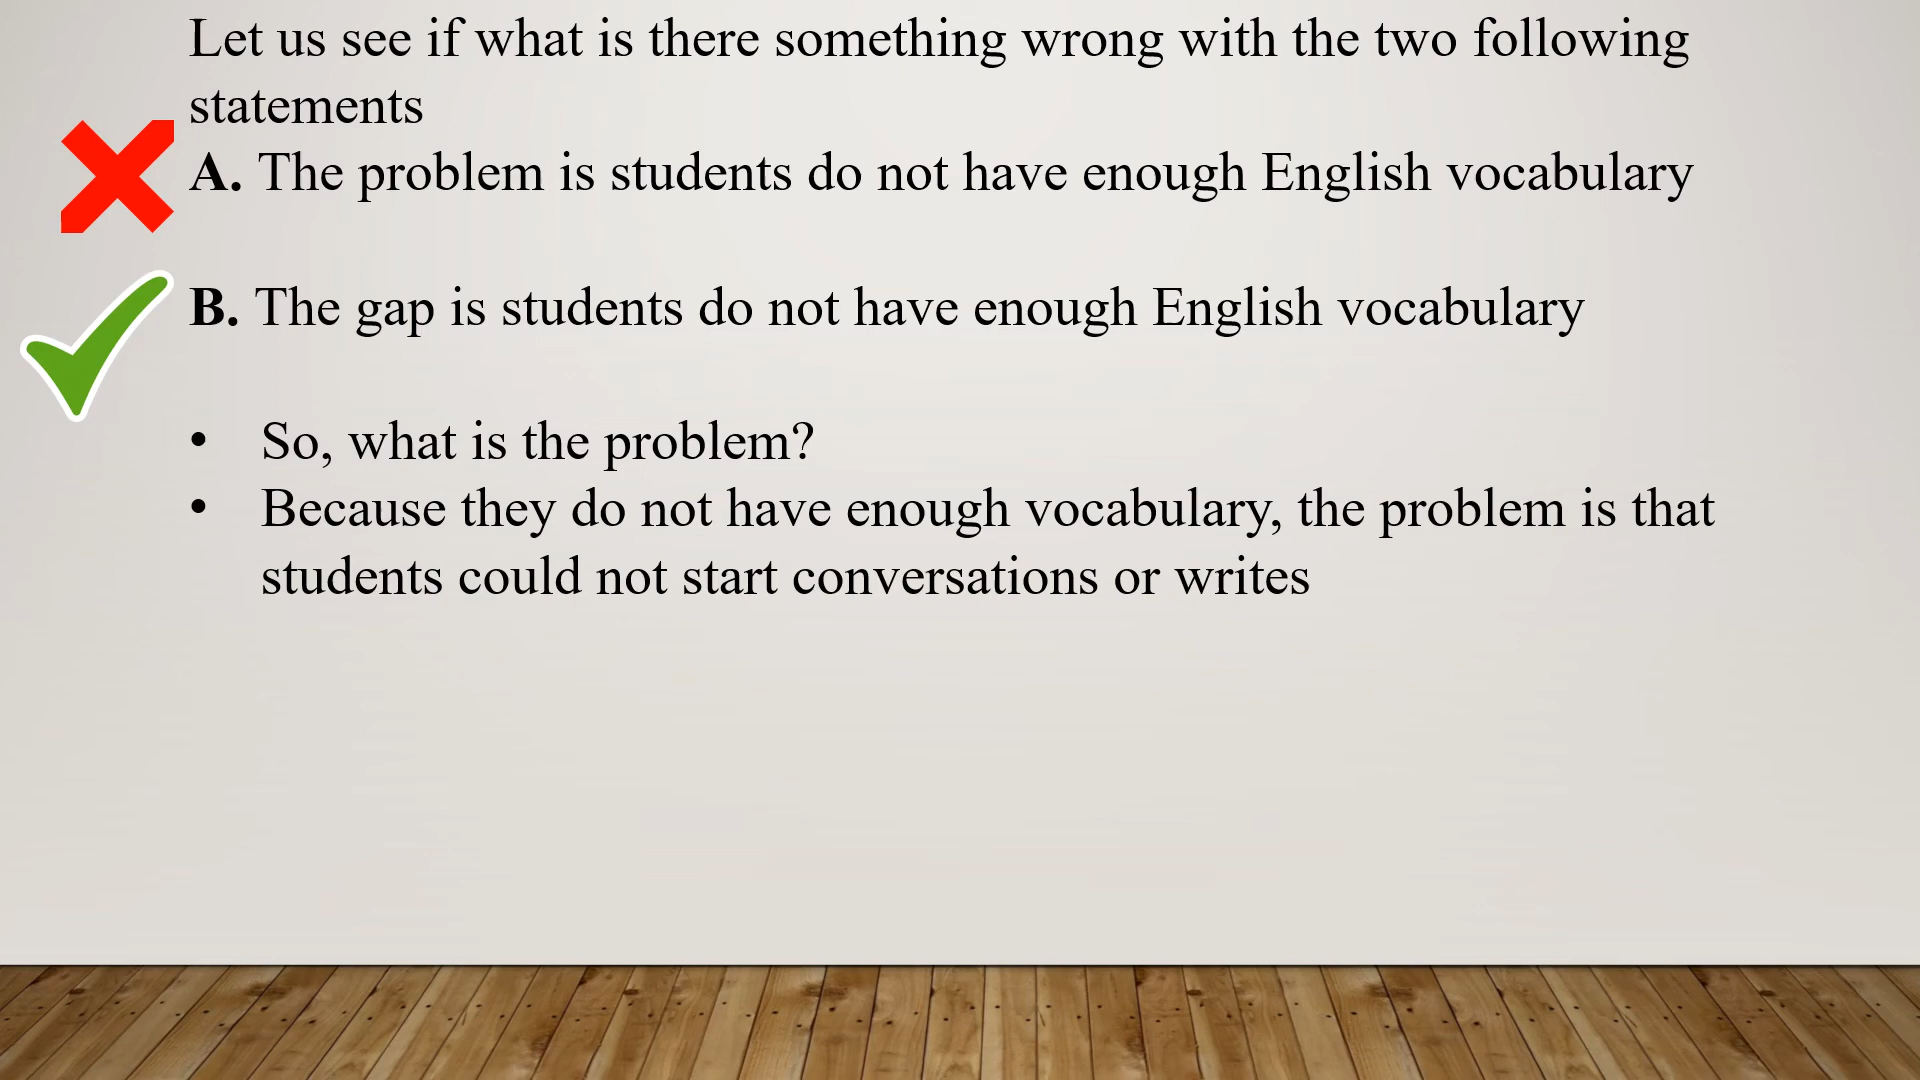 Let us see if what is there something wrong with the two following
statements
A. The problem is students do not have enough English vocabulary
B. The gap is students do not have enough English vocabulary
• So, what is the problem?
• Because they do not have enough vocabulary, the problem is that
students could not start conversations or writes